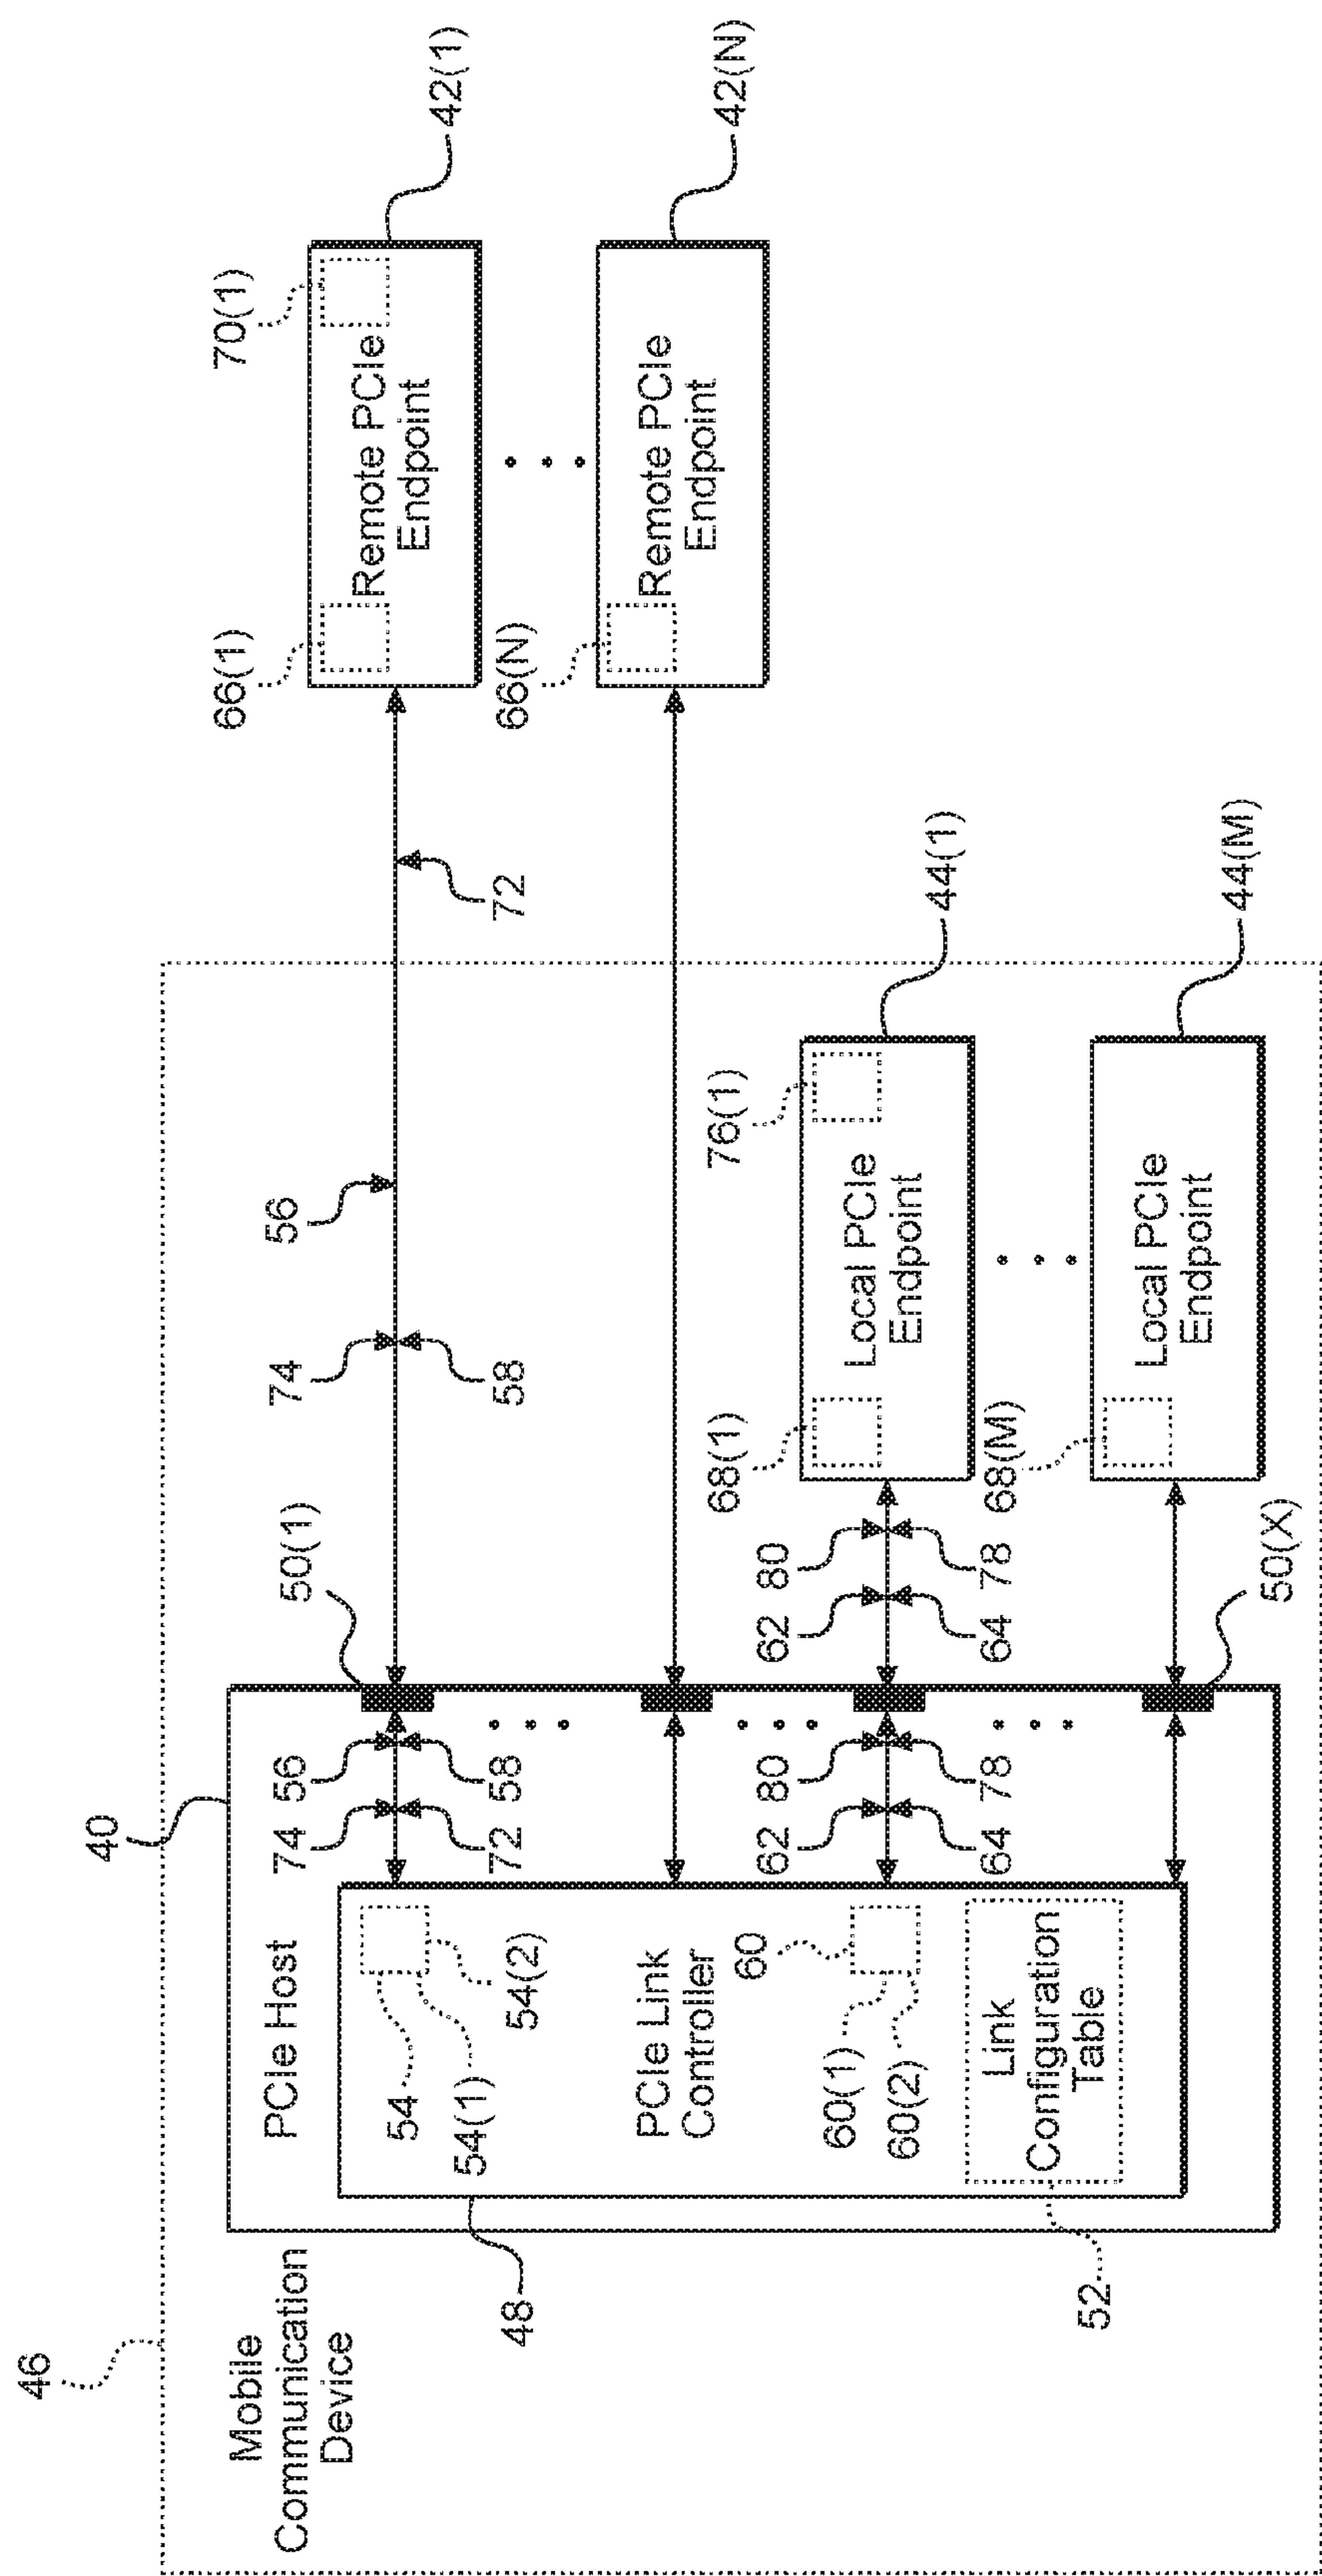 46
Mobile
Communication
Device
40
PCIe Host
48
54
54(1)
54(2)
PCIe Link
Controller
60
60(1)
60(2)
Link
Configuration
Table
52
74
56
72
58
62
80
64
78
50(1)
74
58
56
72
62
80
64
78
50(X)
68(1)
76(1)
Local PCIe
Endpoint
44(1)
68(M)
Local PCIe
Endpoint
44(M)
66(1)
70(1)
Remote PCIe
Endpoint
42(1)
66(N)
Remote PCIe
Endpoint
42(N)